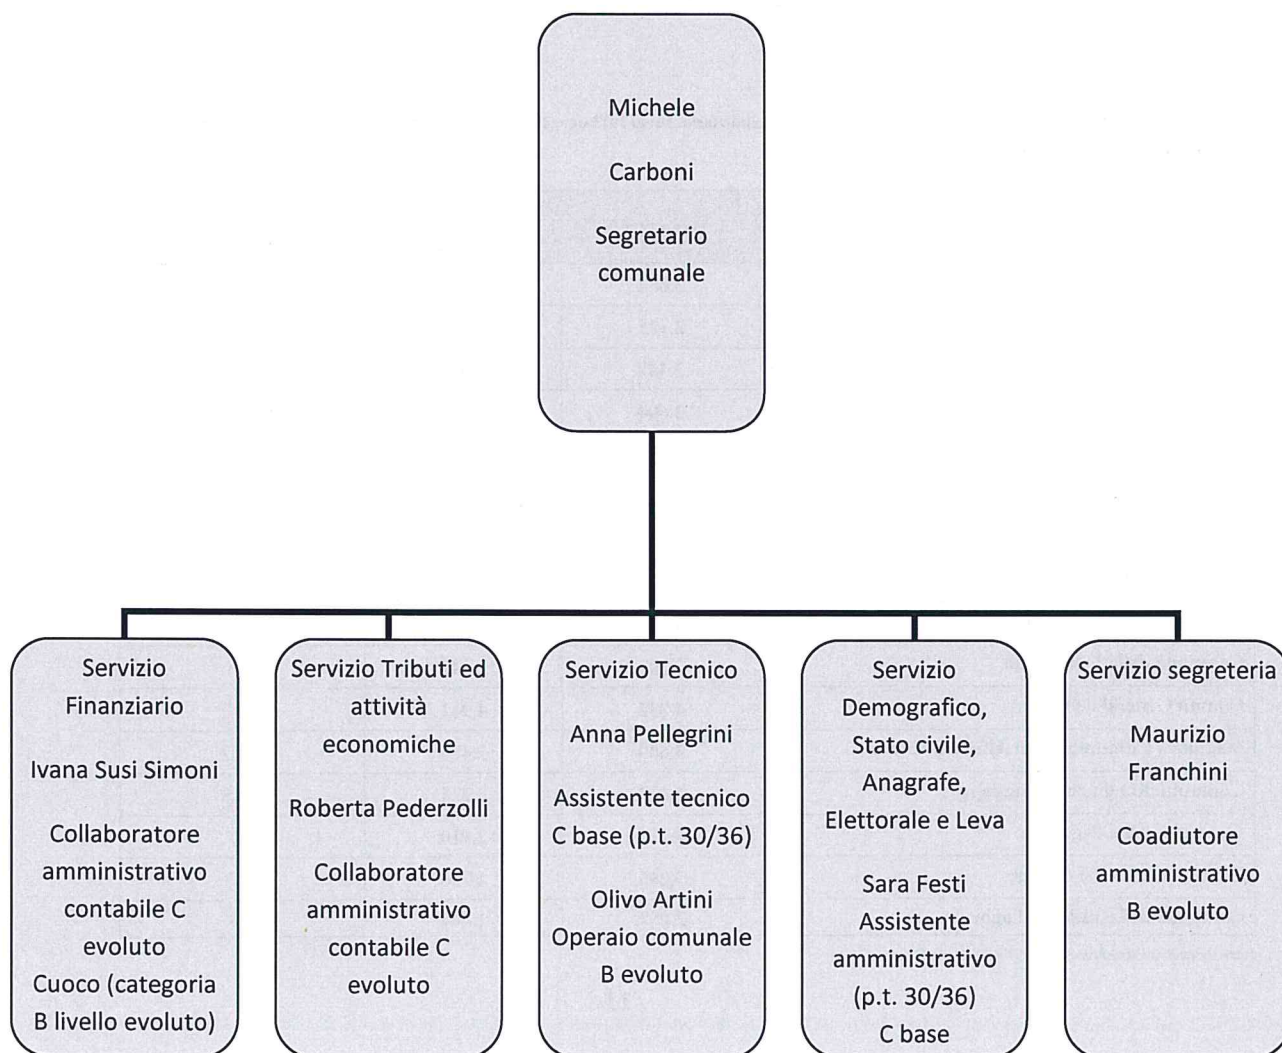 Michele
Carboni
Segretario
comunale
Servizio
Finanziario
Ivana Susi Simoni
Collaboratore
amministrativo
contabile C
evoluto
Cuoco (categoria
B livello evoluto)
Servizio Tributi ed
attività
economiche
Roberta Pederzolli
Collaboratore
amministrativo
contabile C
evoluto
Servizio Tecnico
Anna Pellegrini
Assistente tecnico
C base (p.t. 30/36)
Olivo Artini
Operaio comunale
B evoluto
Servizio
Demografico,
Stato civile,
Anagrafe,
Elettorale e Leva
Sara Festi
Assistente
amministrativo
(p.t. 30/36)
C base
Servizio segreteria
Maurizio
Franchini
Coadiutore
amministrativo
B evoluto